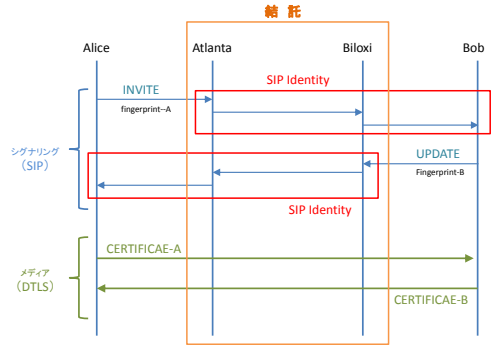 結 託
Alice
Atlanta
Biloxi
Bob
SIP Identity
INVITE
fingerprint--A
シグナリング
(SIP)
UPDATE
Fingerprint-B
SIP Identity
CERTIFICAE-A
メディア
(DTLS)
CERTIFICAE-B